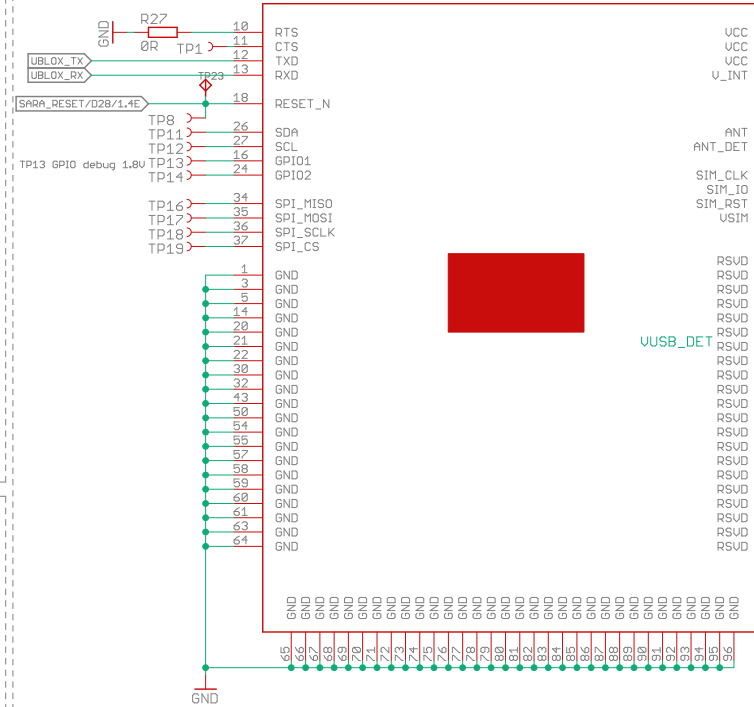 R27
GND
0R
10 RTS VCC
TP1 11 CTS VCC
UBLOX_TX 12 TXD VCC
UBLOX_RX 13 RXD V_INT
TP23
SARA_RESET/D28/1.4E 18 RESET_N
TP8
TP11 26 SDA ANT
TP12 27 SCL ANT_DET
TP13 GPIO debug 1.8V TP13 16 GPIO1
TP14 24 GPIO2 SIM_CLK
SIM_IO
TP16 34 SPI_MISO SIM_RST
TP17 35 SPI_MOSI VSIM
TP18 36 SPI_SCLK
TP19 37 SPI_CS
RSVD
1 GND RSVD
3 GND RSVD
5 GND RSVD
14 GND RSVD
20 GND RSVD
VUSB_DET
21 GND RSVD
22 GND RSVD
30 GND RSVD
32 GND RSVD
43 GND RSVD
50 GND RSVD
54 GND RSVD
55 GND RSVD
57 GND RSVD
58 GND RSVD
59 GND RSVD
60 GND RSVD
61 GND RSVD
63 GND RSVD
64 GND RSVD
GND GND GND GND GND GND GND GND GND GND GND GND GND GND GND GND GND GND GND GND GND GND GND GND GND GND GND GND GND GND GND GND
65 66 67 68 69 70 71 72 73 74 75 76 77 78 79 80 81 82 83 84 85 86 87 88 89 90 91 92 93 94 95 96
GND